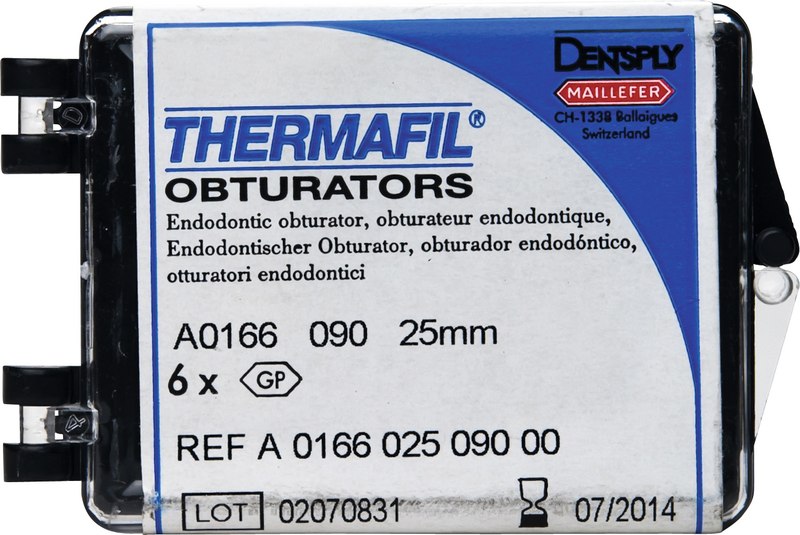 DENTSPLY
MAILLEFER
CH-1338 Ballaigues
Switzerland
THERMAFIL®
OBTURATORS
Endodontic obturator, obturateur endodontique,
Endodontischer Obturator, obturador endodóntico,
otturatori endodontici
A0166 090 25mm
6 x GP
REF A 0166 025 090 00
LOT 02070831 07/2014